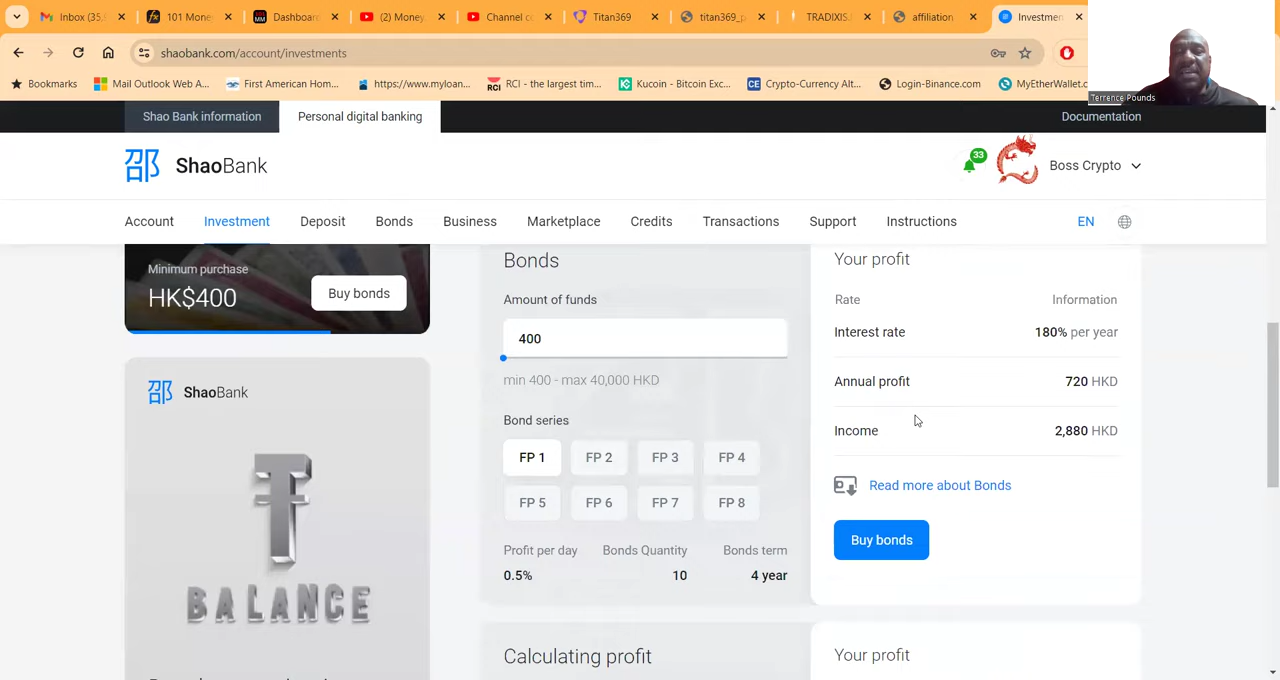 Inbox (35,
101 Mone
Dashboar
(2) Money
Channel c
Titan369
titan369_p
TRADIXIS
affiliation
Investmen
shaobank.com/account/investments
Bookmarks
Mail Outlook Web A...
First American Hom...
https://www.myloan...
RCI - the largest tim...
Kucoin - Bitcoin Exc...
Crypto-Currency Alt...
Login-Binance.com
MyEtherWallet.c
Terrence Pounds
Shao Bank information
Personal digital banking
Documentation
邵 ShaoBank
33
Boss Crypto
Account
Investment
Deposit
Bonds
Business
Marketplace
Credits
Transactions
Support
Instructions
EN
Minimum purchase
HK$400
Buy bonds
邵 ShaoBank
BALANCE
Bonds
Amount of funds
400
min 400 - max 40,000 HKD
Bond series
FP 1
FP 2
FP 3
FP 4
FP 5
FP 6
FP 7
FP 8
Profit per day
Bonds Quantity
Bonds term
0.5%
10
4 year
Your profit
Rate
Information
Interest rate
180% per year
Annual profit
720 HKD
Income
2,880 HKD
Read more about Bonds
Buy bonds
Calculating profit
Your profit